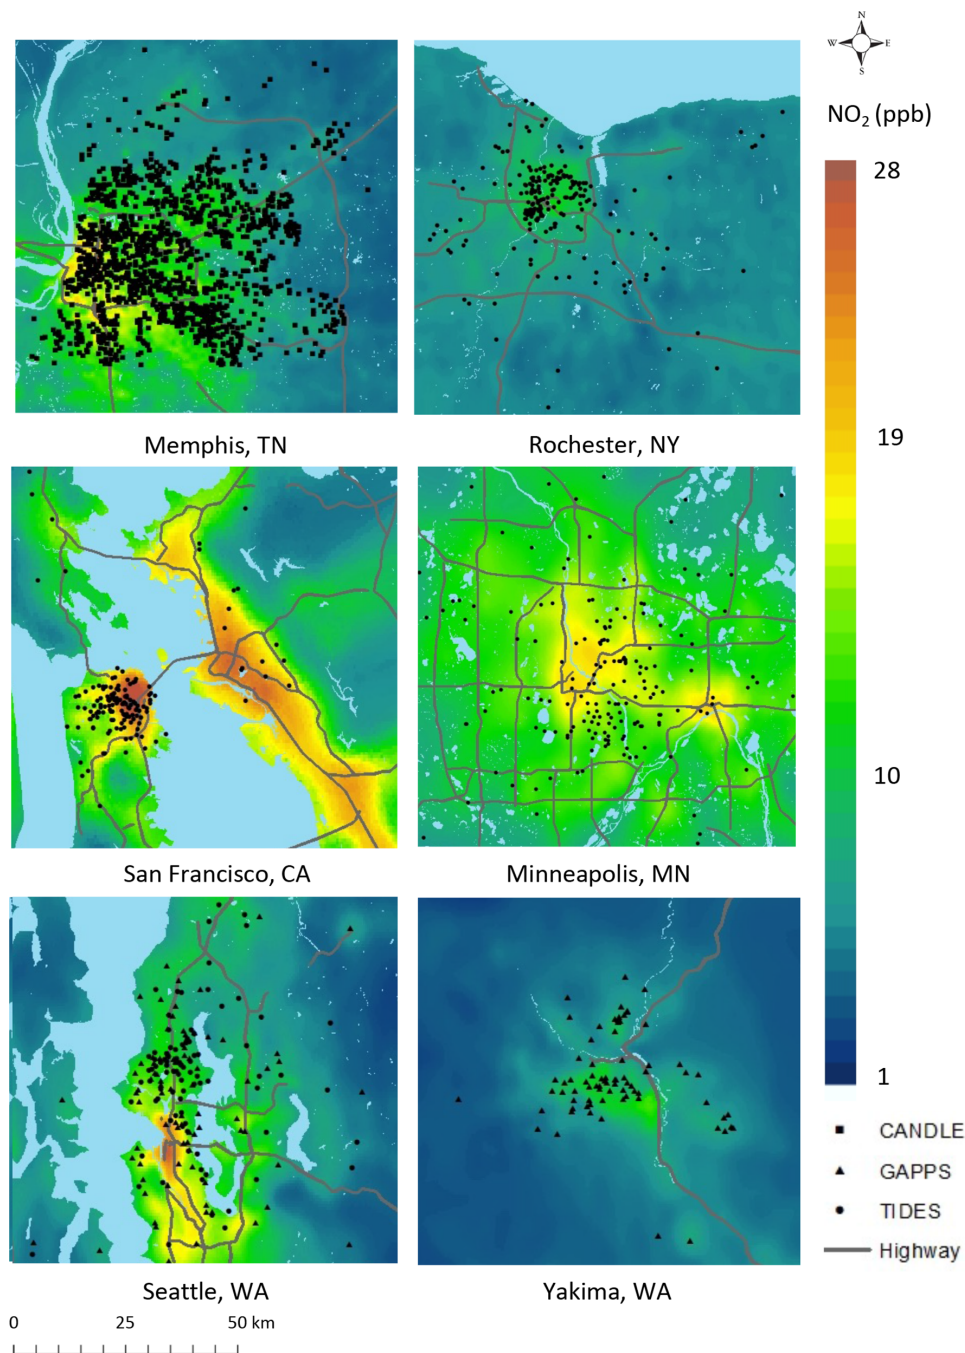 N
W E
S
NO₂ (ppb)
28
19
10
1
Memphis, TN
Rochester, NY
San Francisco, CA
Minneapolis, MN
Seattle, WA
Yakima, WA
CANDLE
GAPPS
TIDES
Highway
0 25 50 km